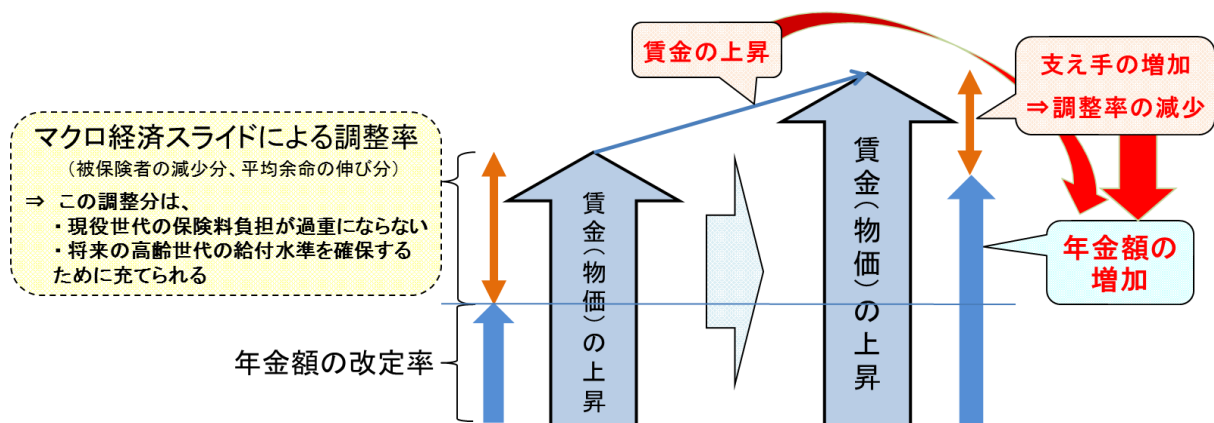 賃金の上昇
支え手の増加
⇒調整率の減少
マクロ経済スライドによる調整率
（被保険者の減少分、平均余命の伸び分）
⇒ この調整分は、
・現役世代の保険料負担が過重にならない
・将来の高齢世代の給付水準を確保する
ために充てられる
賃金（物価）の上昇
賃金（物価）の上昇
年金額の
増加
年金額の改定率